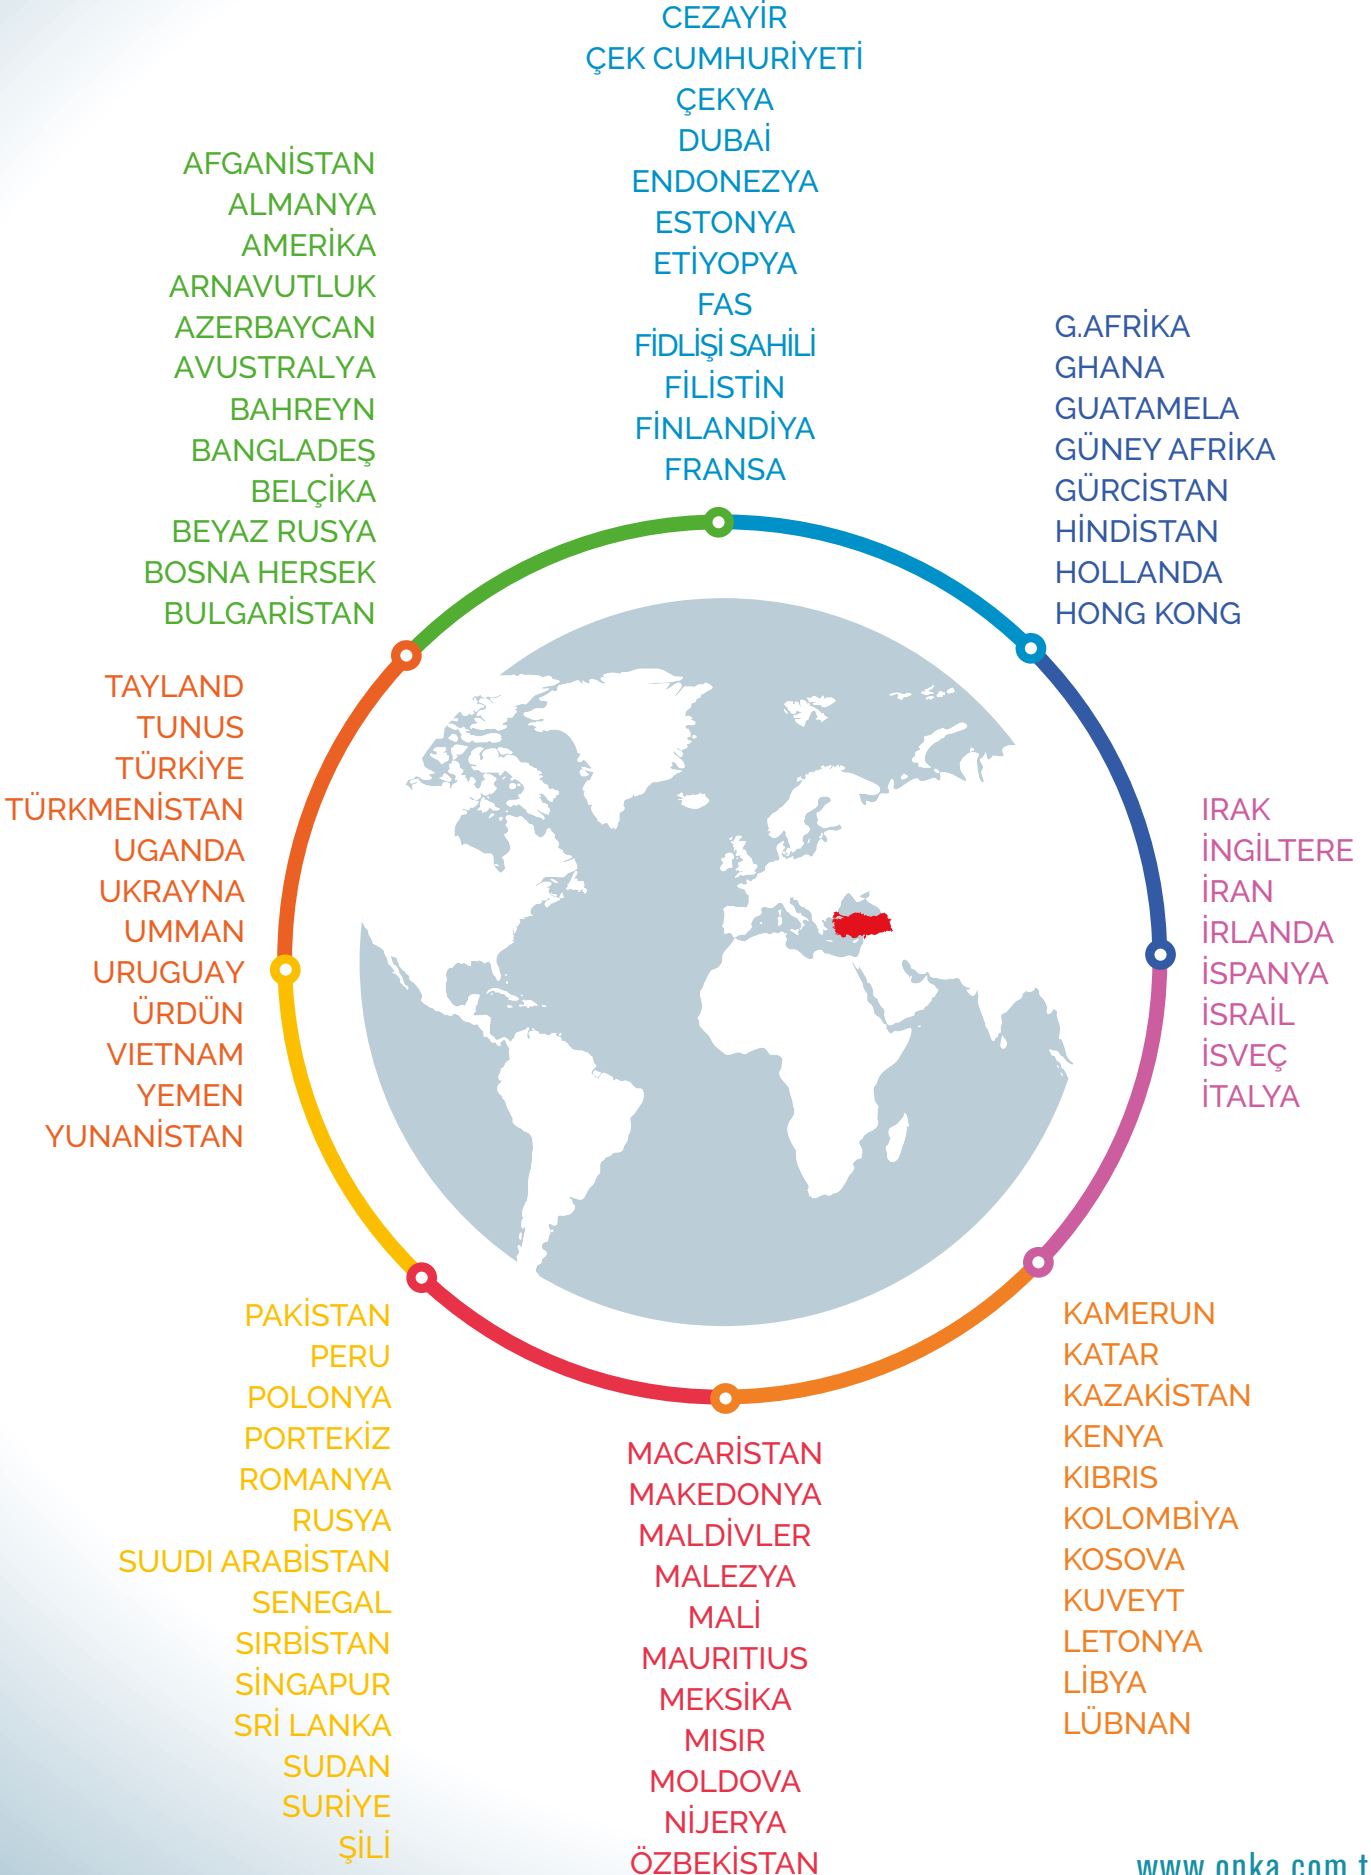 CEZAYİR
ÇEK CUMHURİYETİ
ÇEKYA
DUBAİ
ENDONEZYA
ESTONYA
ETİYOPYA
FAS
FİDLİŞİ SAHİLİ
FİLİSTİN
FİNLANDİYA
FRANSA
AFGANİSTAN
ALMANYA
AMERİKA
ARNAVUTLUK
AZERBAYCAN
AVUSTRALYA
BAHREYN
BANGLADEŞ
BELÇİKA
BEYAZ RUSYA
BOSNA HERSEK
BULGARİSTAN
G.AFRİKA
GHANA
GUATAMELA
GÜNEY AFRİKA
GÜRCİSTAN
HİNDİSTAN
HOLLANDA
HONG KONG
TAYLAND
TUNUS
TÜRKİYE
TÜRKMENİSTAN
UGANDA
UKRAYNA
UMMAN
URUGUAY
ÜRDÜN
VIETNAM
YEMEN
YUNANİSTAN
IRAK
İNGİLTERE
İRAN
İRLANDA
İSPANYA
İSRAİL
İSVEÇ
İTALYA
PAKİSTAN
PERU
POLONYA
PORTEKİZ
ROMANYA
RUSYA
SUUDI ARABİSTAN
SENEGAL
SIRBİSTAN
SİNGAPUR
SRİ LANKA
SUDAN
SURİYE
ŞİLİ
MACARİSTAN
MAKEDONYA
MALDİVLER
MALEZYA
MALİ
MAURITIUS
MEKSİKA
MISIR
MOLDOVA
NİJERYA
ÖZBEKİSTAN
KAMERUN
KATAR
KAZAKİSTAN
KENYA
KIBRIS
KOLOMBİYA
KOSOVA
KUVEYT
LETONYA
LİBYA
LÜBNAN
www.onka.com.t